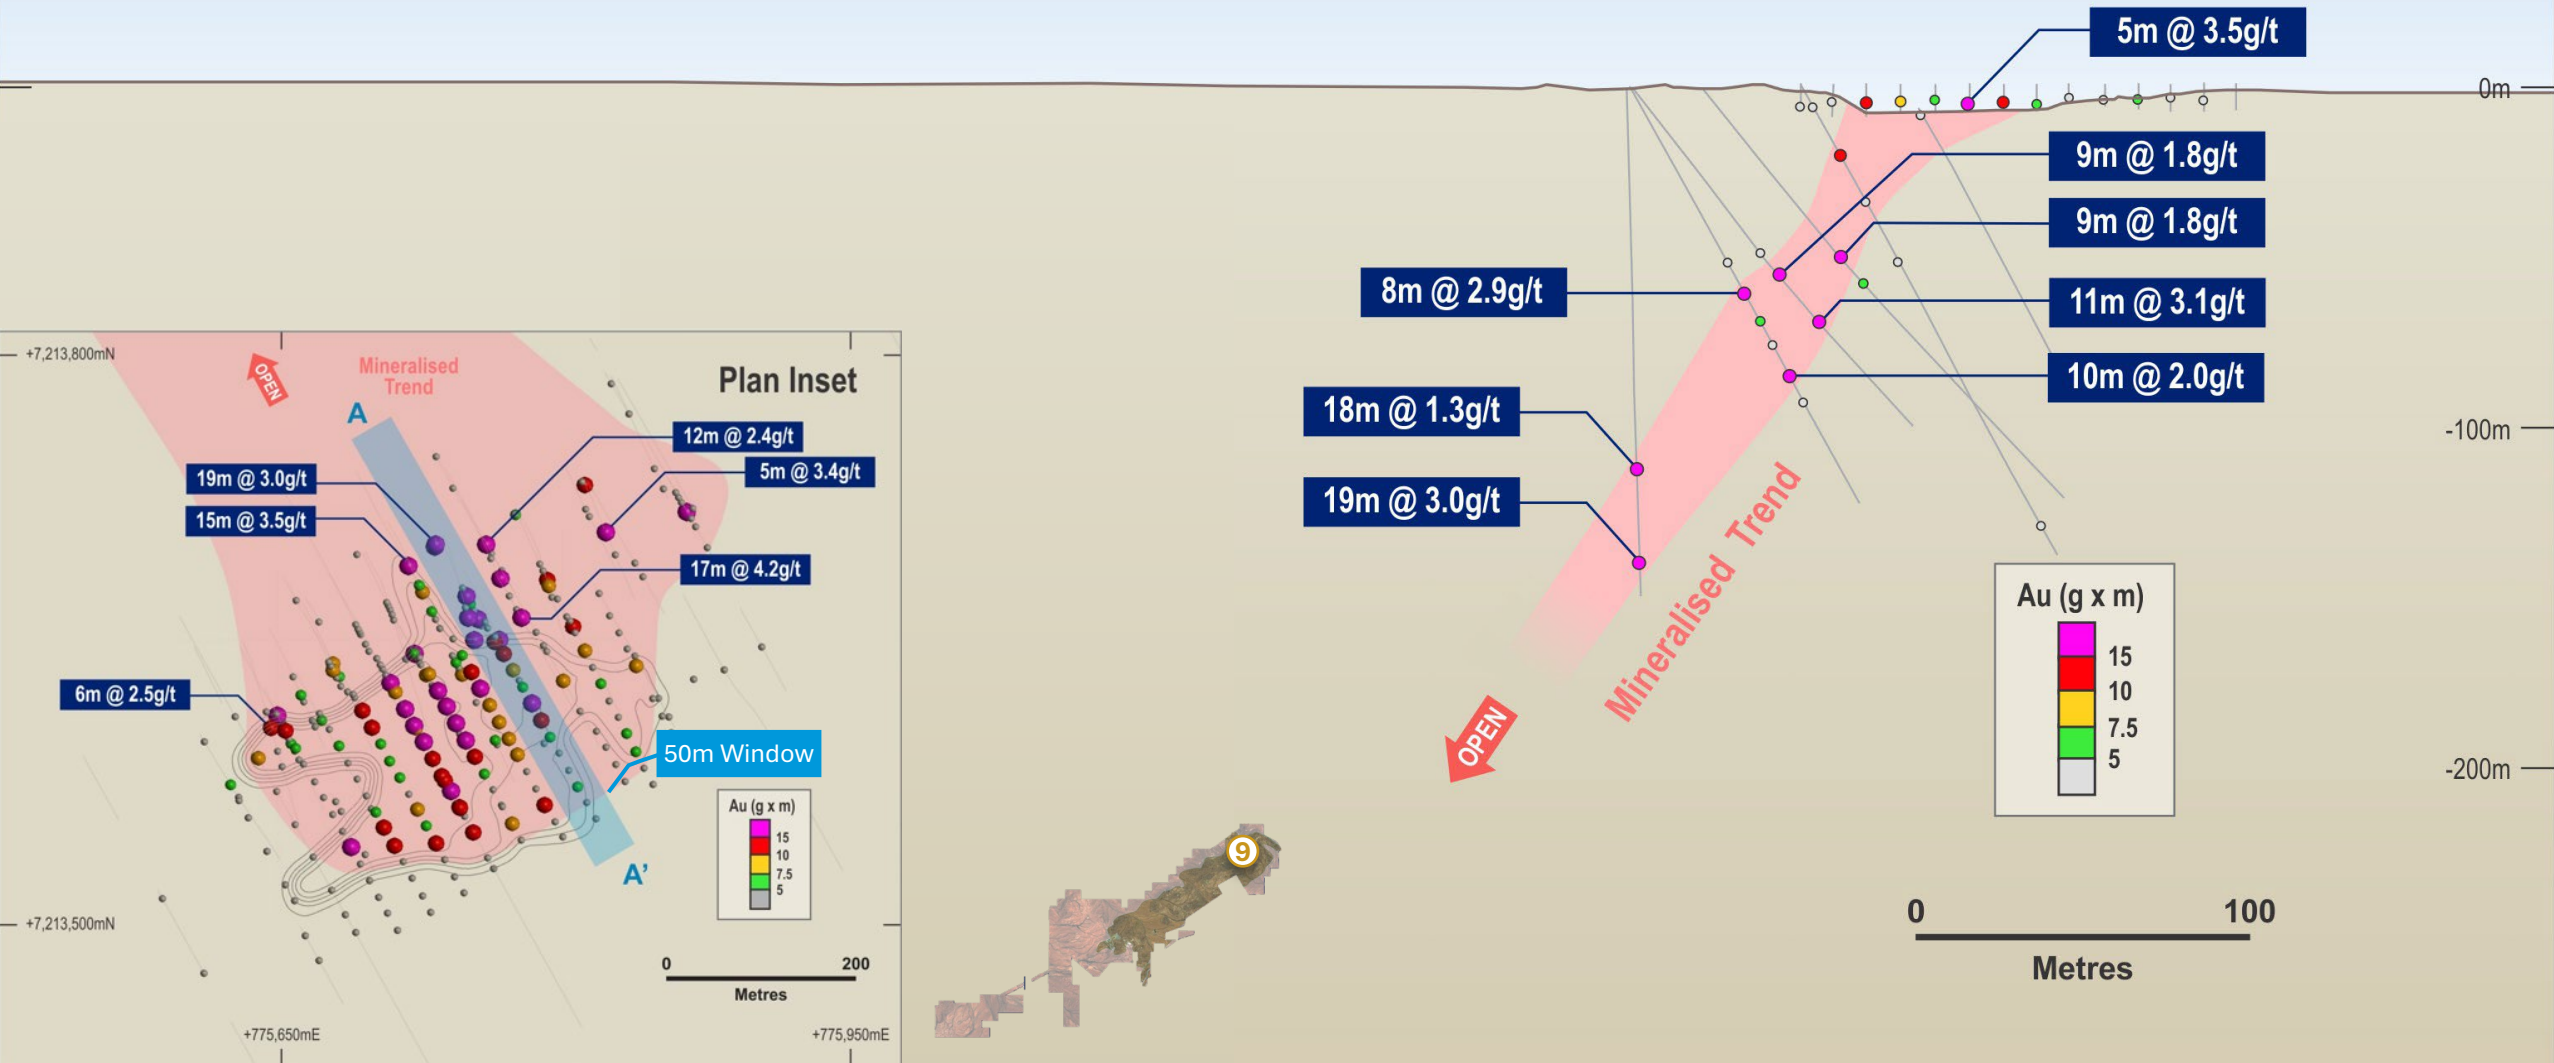 5m @ 3.5g/t
0m
9m @ 1.8g/t
9m @ 1.8g/t
8m @ 2.9g/t
11m @ 3.1g/t
10m @ 2.0g/t
18m @ 1.3g/t
-100m
19m @ 3.0g/t
Mineralised Trend
OPEN
Au (g x m)
15
10
7.5
5
-200m
0 100
Metres
9
Plan Inset
+7,213,800mN
OPEN
Mineralised
Trend
A
12m @ 2.4g/t
5m @ 3.4g/t
19m @ 3.0g/t
15m @ 3.5g/t
17m @ 4.2g/t
6m @ 2.5g/t
50m Window
A'
Au (g x m)
15
10
7.5
5
+7,213,500mN
0 200
Metres
+775,650mE
+775,950mE